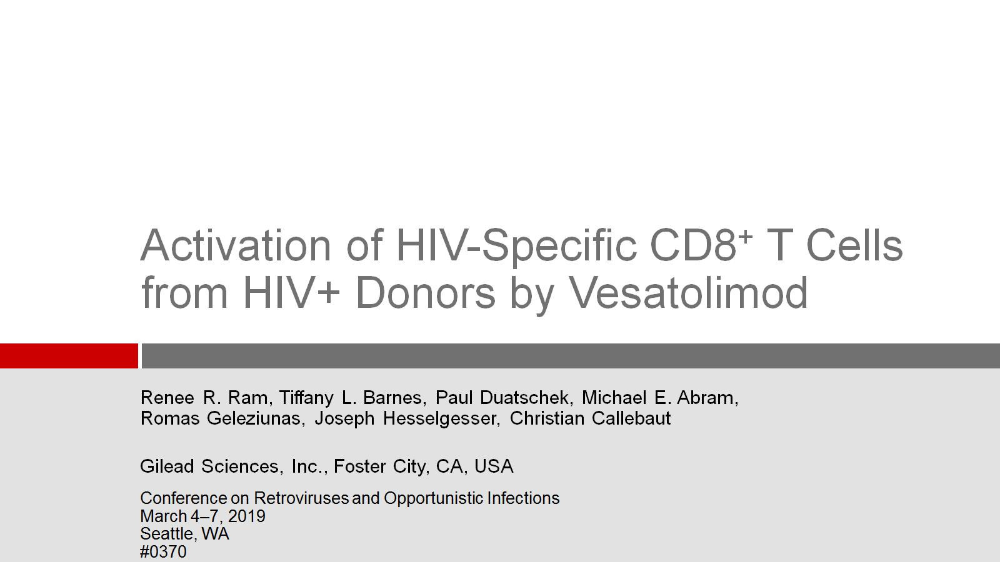 Activation of HIV-Specific CD8⁺ T Cells
from HIV+ Donors by Vesatolimod
Renee R. Ram, Tiffany L. Barnes, Paul Duatschek, Michael E. Abram,
Romas Geleziunas, Joseph Hesselgesser, Christian Callebaut
Gilead Sciences, Inc., Foster City, CA, USA
Conference on Retroviruses and Opportunistic Infections
March 4–7, 2019
Seattle, WA
#0370